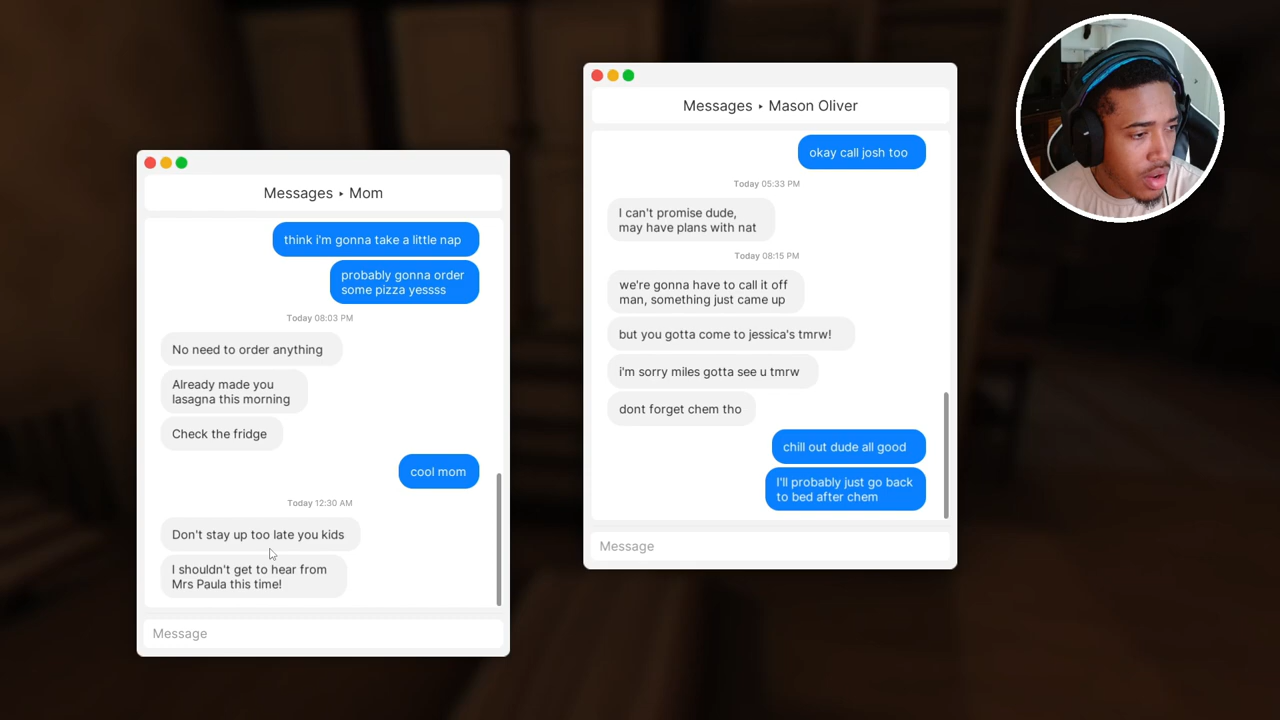 Messages ‣ Mom
think i'm gonna take a little nap
probably gonna order
some pizza yessss
Today 08:03 PM
No need to order anything
Already made you
lasagna this morning
Check the fridge
cool mom
Today 12:30 AM
Don't stay up too late you kids
I shouldn't get to hear from
Mrs Paula this time!
Message
Messages ‣ Mason Oliver
okay call josh too
Today 05:33 PM
I can't promise dude,
may have plans with nat
Today 08:15 PM
we're gonna have to call it off
man, something just came up
but you gotta come to jessica's tmrw!
i'm sorry miles gotta see u tmrw
dont forget chem tho
chill out dude all good
I'll probably just go back
to bed after chem
Message